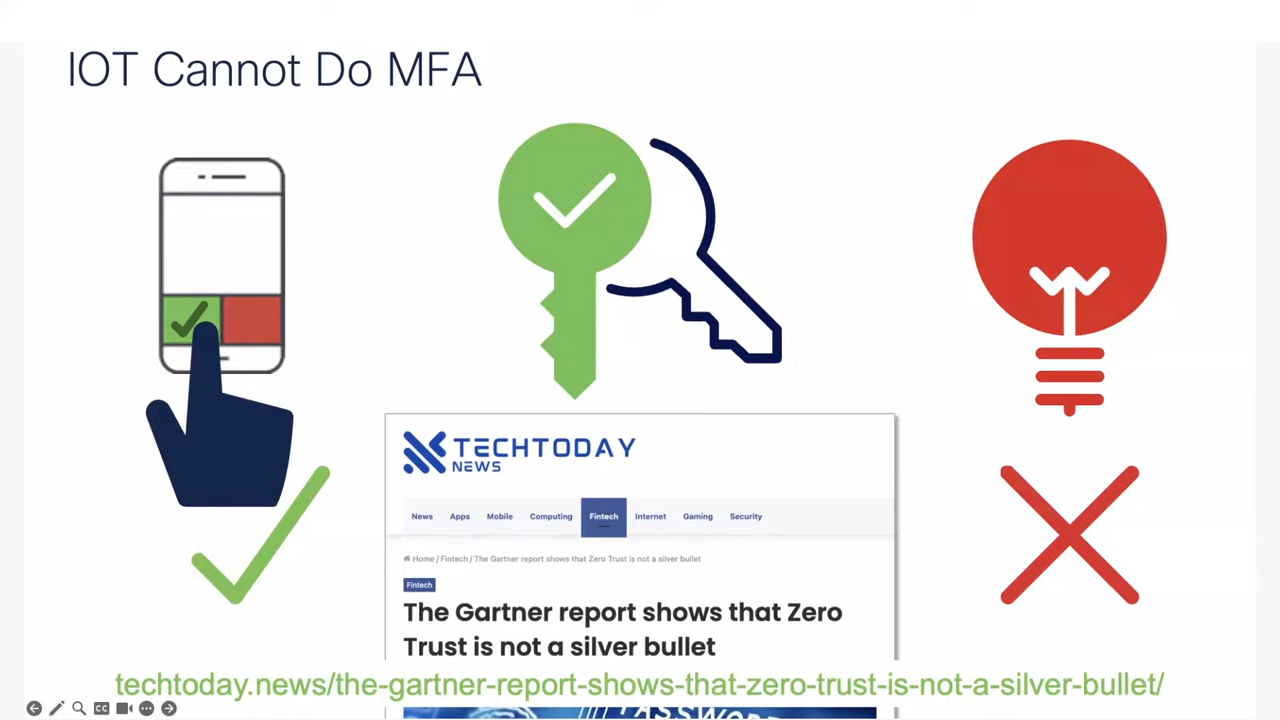 IOT Cannot Do MFA
TECHTODAY
NEWS
News Apps Mobile Computing Fintech Internet Gaming Security
Home / Fintech / The Gartner report shows that Zero Trust is not a silver bullet
Fintech
The Gartner report shows that Zero
Trust is not a silver bullet
techtoday.news/the-gartner-report-shows-that-zero-trust-is-not-a-silver-bullet/
CC
PASSWORD